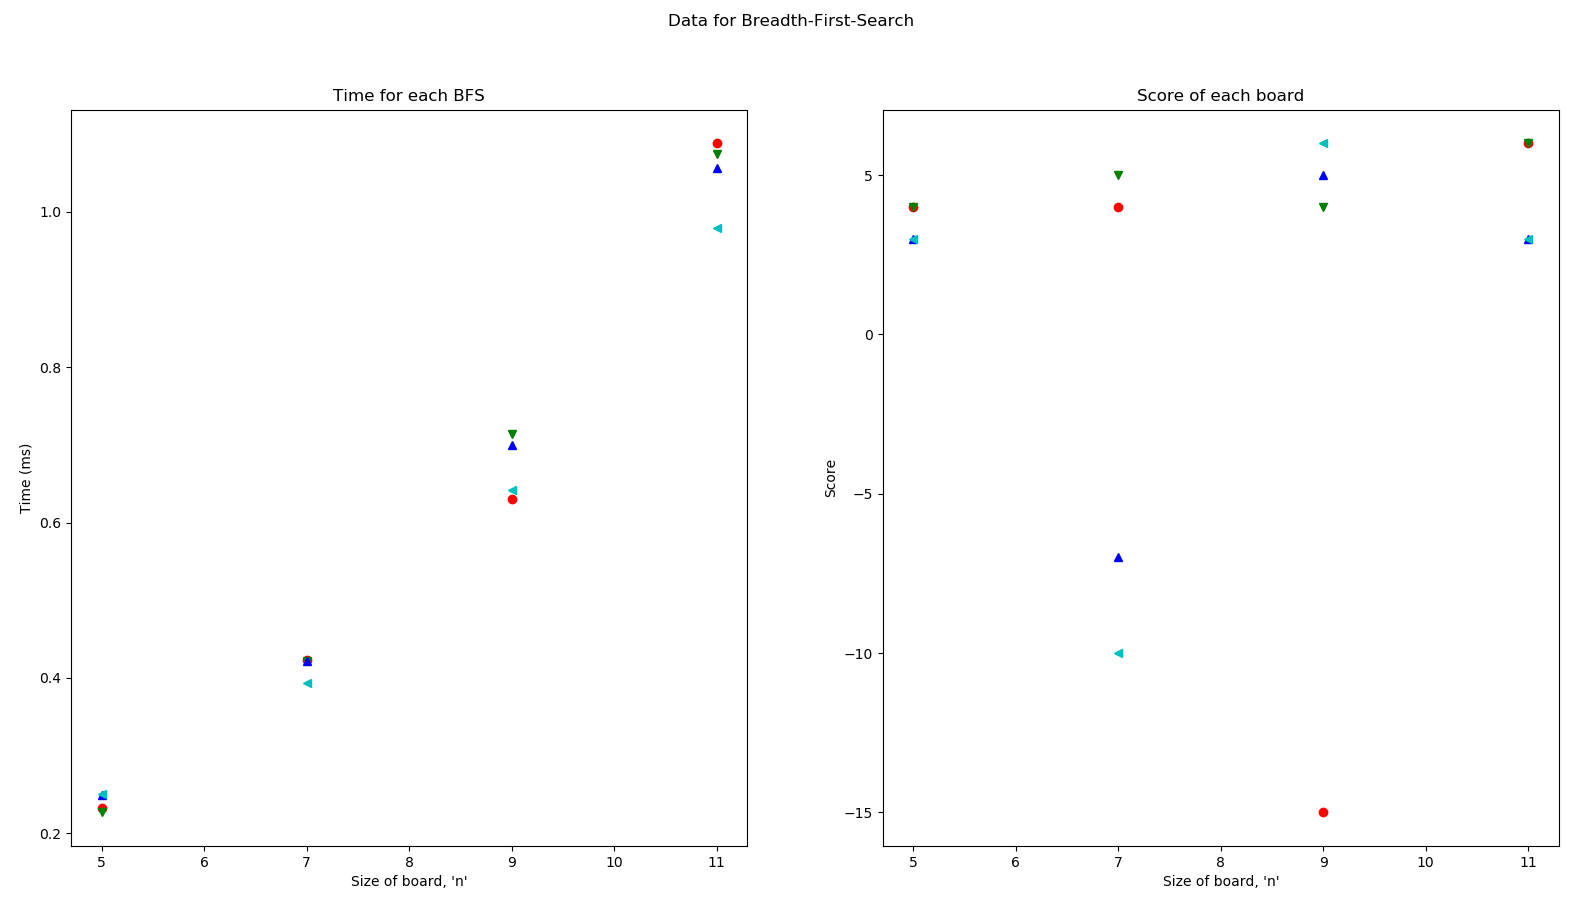 Data for Breadth-First-Search
Time for each BFS
1.0
0.8
0.6
0.4
0.2
Time (ms)
5 6 7 8 9 10 11
Size of board, 'n'
Score of each board
5
0
−5
−10
−15
Score
5 6 7 8 9 10 11
Size of board, 'n'